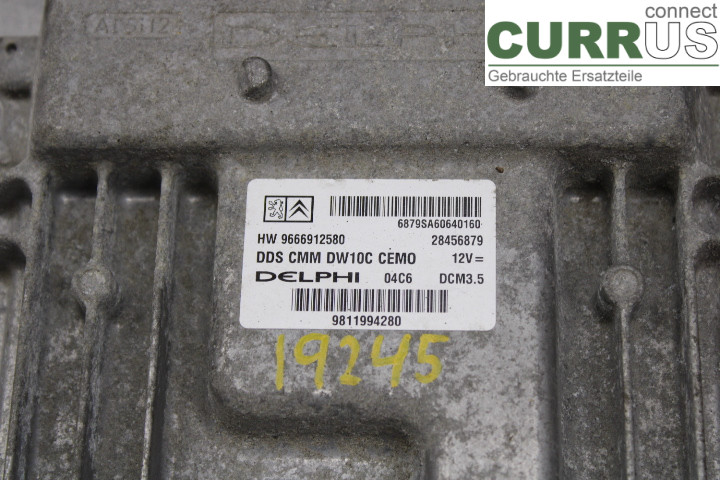 connect
CURRUS
Gebrauchte Ersatzteile
AlSi12
6879SA60640160
HW 9666912580 28456879
DDS CMM DW10C CEMO 12V=
DELPHI 04C6 DCM3.5
9811994280
19245